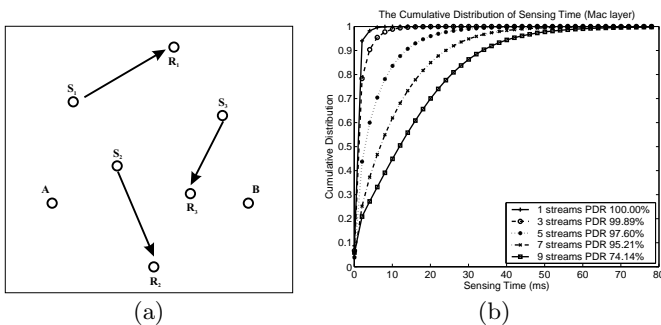 R1
S1
S3
S2
A
R3
B
R2
(a)
The Cumulative Distribution of Sensing Time (Mac layer)
Cumulative Distribution
1
0.9
0.8
0.7
0.6
0.5
0.4
0.3
0.2
0.1
0
1 streams PDR 100.00%
3 streams PDR 99.89%
5 streams PDR 97.60%
7 streams PDR 95.21%
9 streams PDR 74.14%
0 10 20 30 40 50 60 70 80
Sensing Time (ms)
(b)